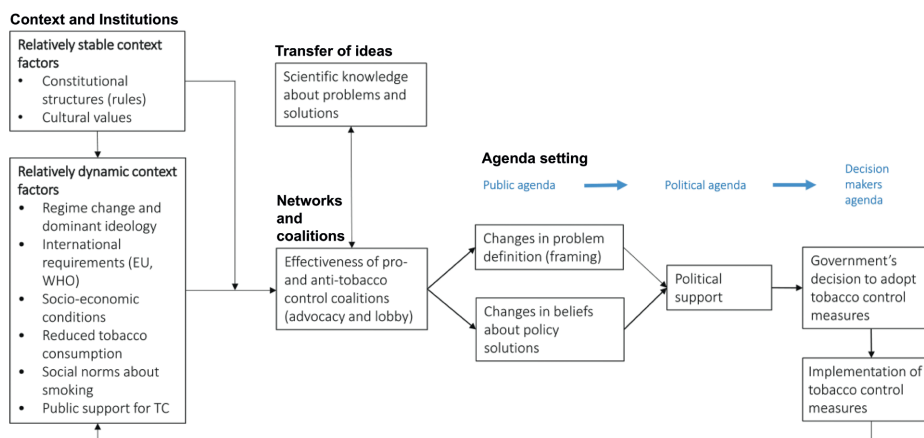 Context and Institutions
Relatively stable context
factors
• Constitutional
structures (rules)
• Cultural values
Relatively dynamic context
factors
• Regime change and
dominant ideology
• International
requirements (EU,
WHO)
• Socio-economic
conditions
• Reduced tobacco
consumption
• Social norms about
smoking
• Public support for TC
Transfer of ideas
Scientific knowledge
about problems and
solutions
Networks
and
coalitions
Effectiveness of pro-
and anti-tobacco
control coalitions
(advocacy and lobby)
Agenda setting
Public agenda
Political agenda
Decision
makers
agenda
Changes in problem
definition (framing)
Changes in beliefs
about policy
solutions
Political
support
Government's
decision to adopt
tobacco control
measures
Implementation of
tobacco control
measures